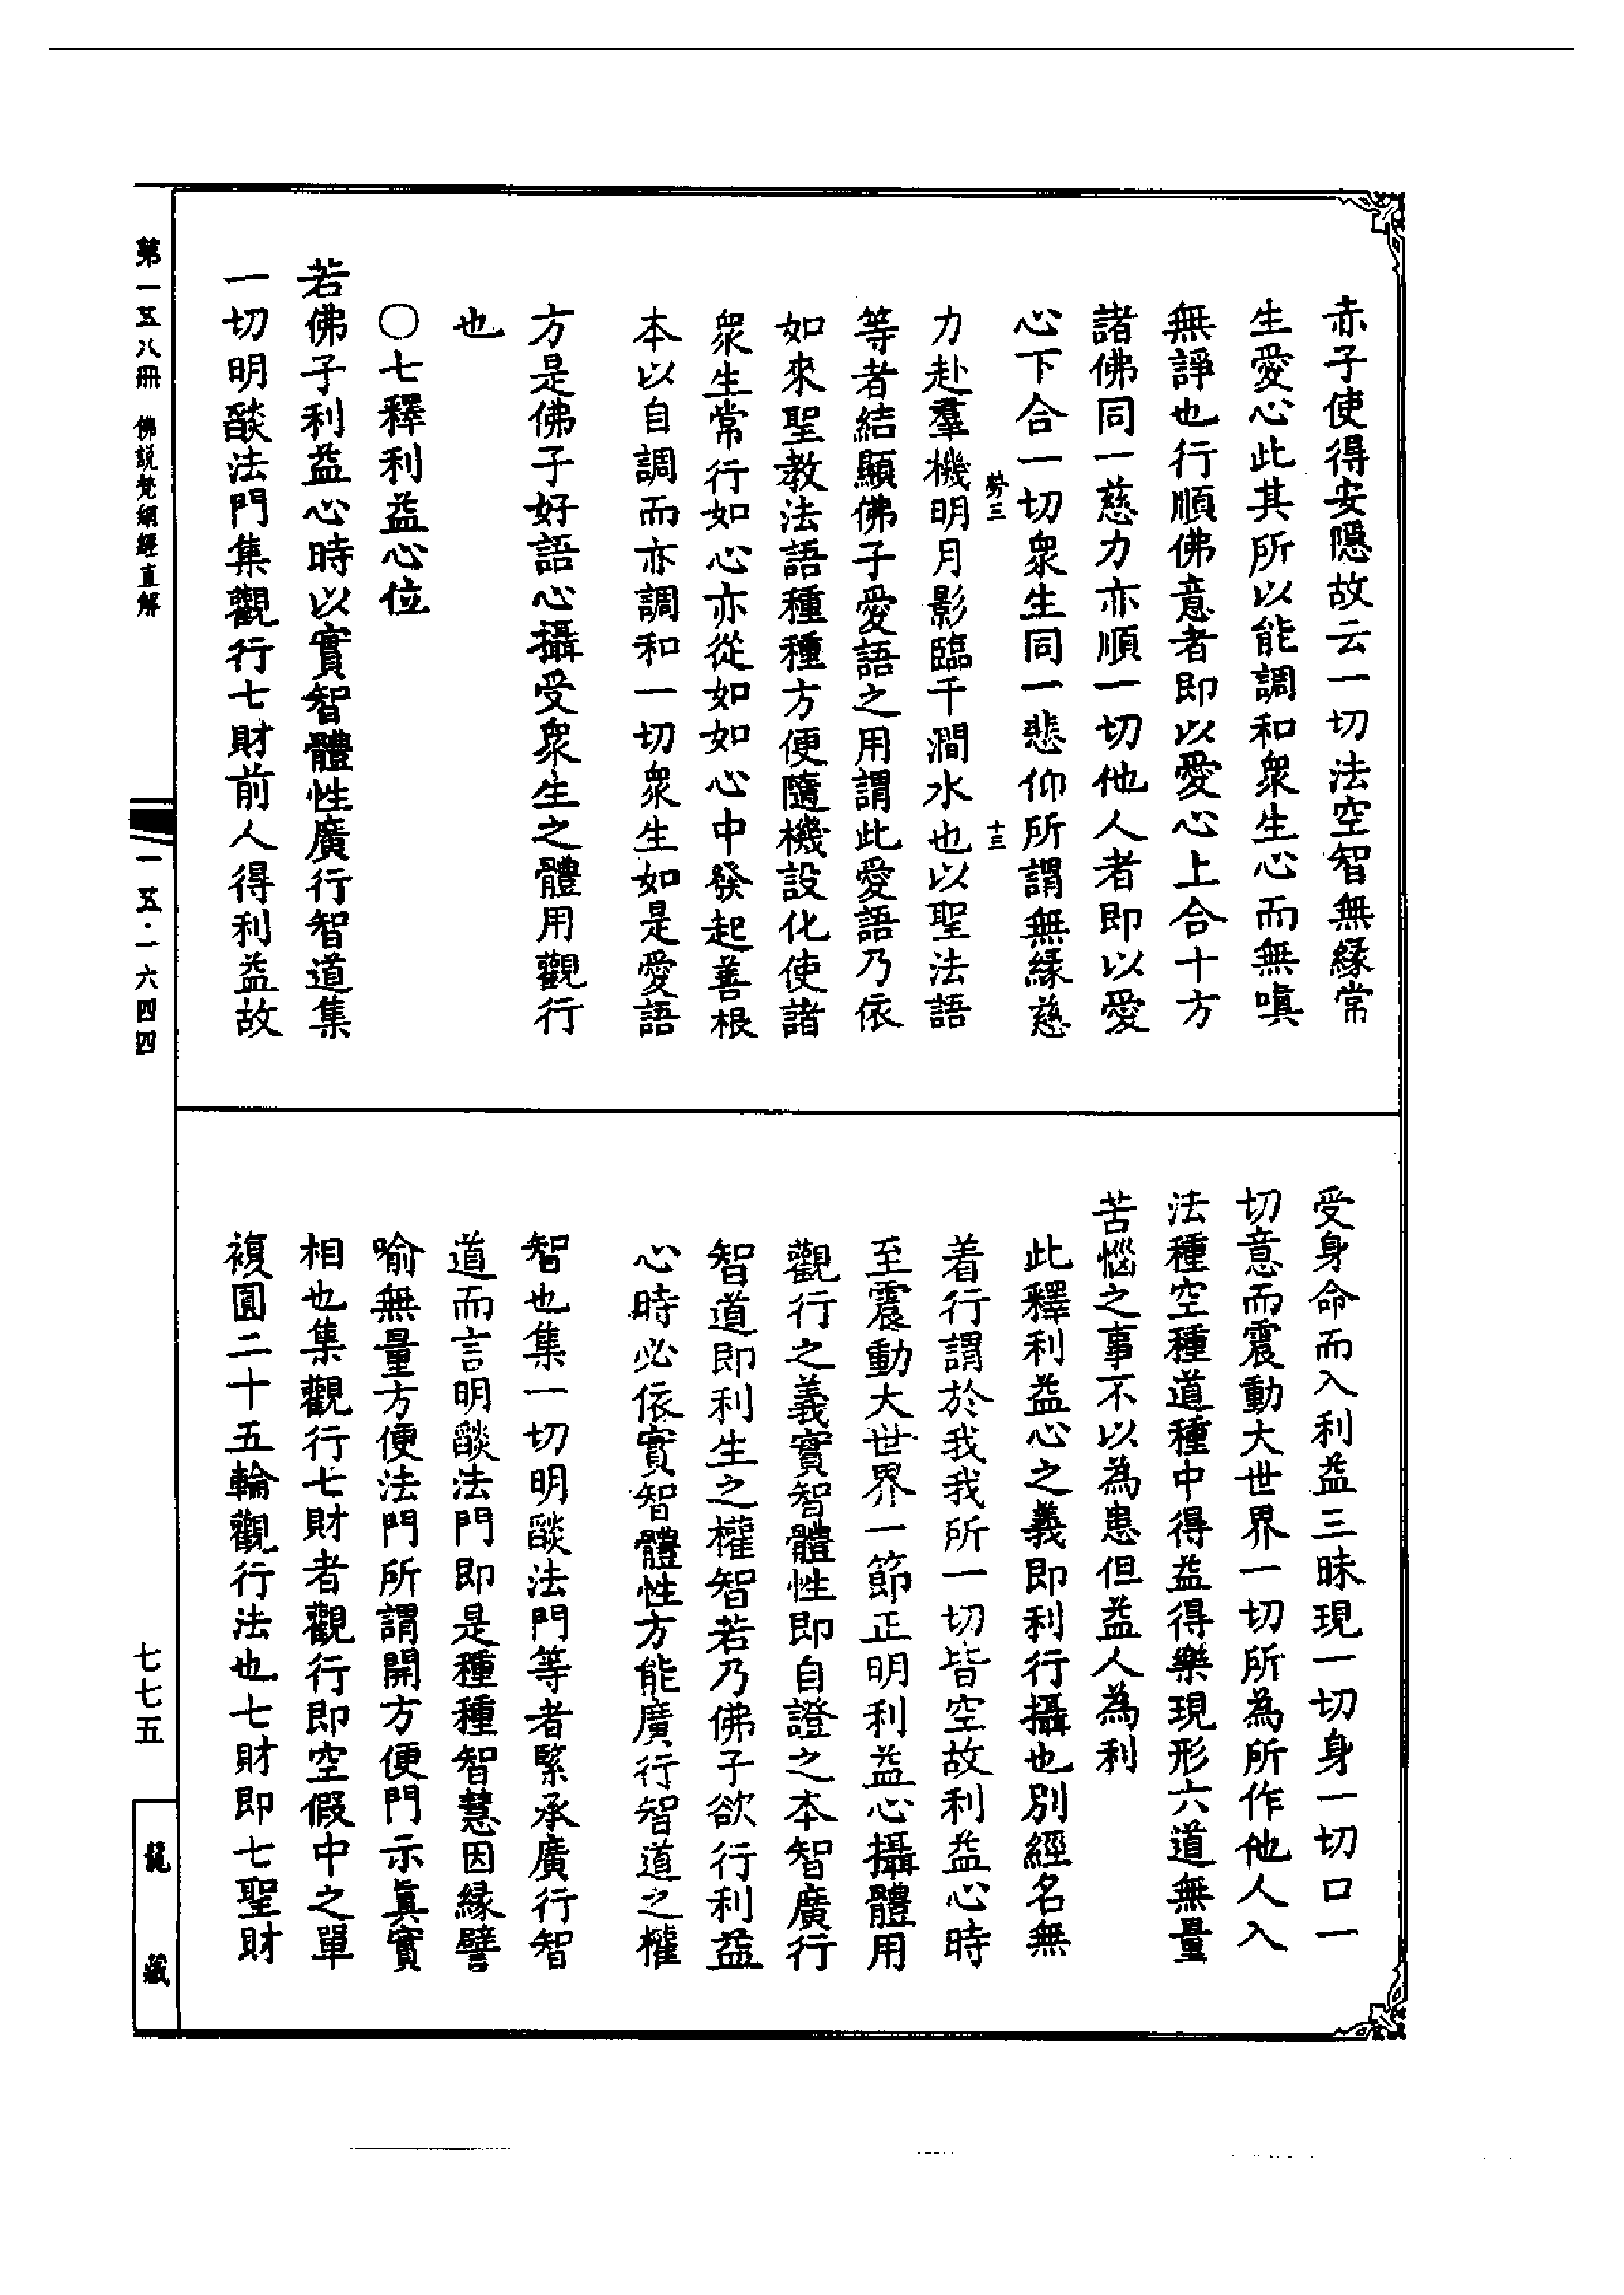 赤子使得安隱故云一切法空智無緣常
生愛心此其所以能調和衆生心而無嗔
無諍也行順佛意者即以愛心上合十方
諸佛同一慈力亦順一切他人者即以愛
心下合一切衆生同一悲仰所謂無緣慈
勞三
十三
力赴羣機明月影臨千澗水也以聖法語
等者結顯佛子愛語之用謂此愛語乃依
如來聖教法語種種方便隨機設化使諸
衆生常行如心亦從如如心中發起善根
本以自調而亦調和一切衆生如是愛語
方是佛子好語心攝受衆生之體用觀行
也
〇七釋利益心位
若佛子利益心時以實智體性廣行智道集
一切明燄法門集觀行七財前人得利益故
受身命而入利益三昧現一切身一切口一
切意而震動大世界一切所為所作他人入
法種空種道種中得益得樂現形六道無量
苦惱之事不以為患但益人為利
此釋利益心之義即利行攝也別經名無
着行謂於我我所一切皆空故利益心時
至震動大世界一節正明利益心攝體用
觀行之義實智體性即自證之本智廣行
智道即利生之權智若乃佛子欲行利益
心時必依實智體性方能廣行智道之權
智也集一切明燄法門等者緊承廣行智
道而言明燄法門即是種種智慧因緣譬
喻無量方便法門所謂開方便門示眞實
相也集觀行七財者觀行即空假中之單
複圓二十五輪觀行法也七財即七聖財
第一五八冊 佛説梵網經直解
一五·一六四四
七七五
龍藏